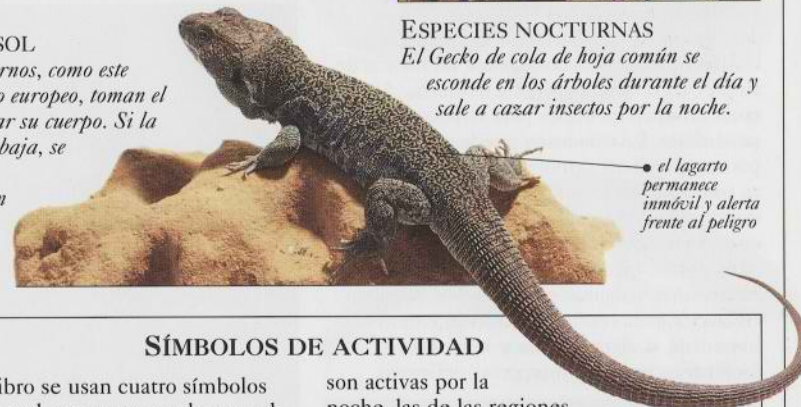 SOL
rnos, como este
o europeo, toman el
ar su cuerpo. Si la
baja, se
n
ESPECIES NOCTURNAS
El Gecko de cola de hoja común se
esconde en los árboles durante el día y
sale a cazar insectos por la noche.
• el lagarto
permanece
inmóvil y alerta
frente al peligro
SÍMBOLOS DE ACTIVIDAD
ibro se usan cuatro símbolos
son activas por la
noche, las de las regiones